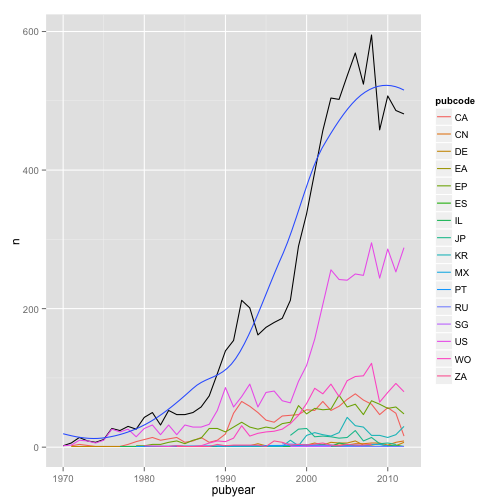 600
400
200
0
n
1970
1980
1990
2000
2010
pubyear
pubcode
CA
CN
DE
EA
EP
ES
IL
JP
KR
MX
PT
RU
SG
US
WO
ZA